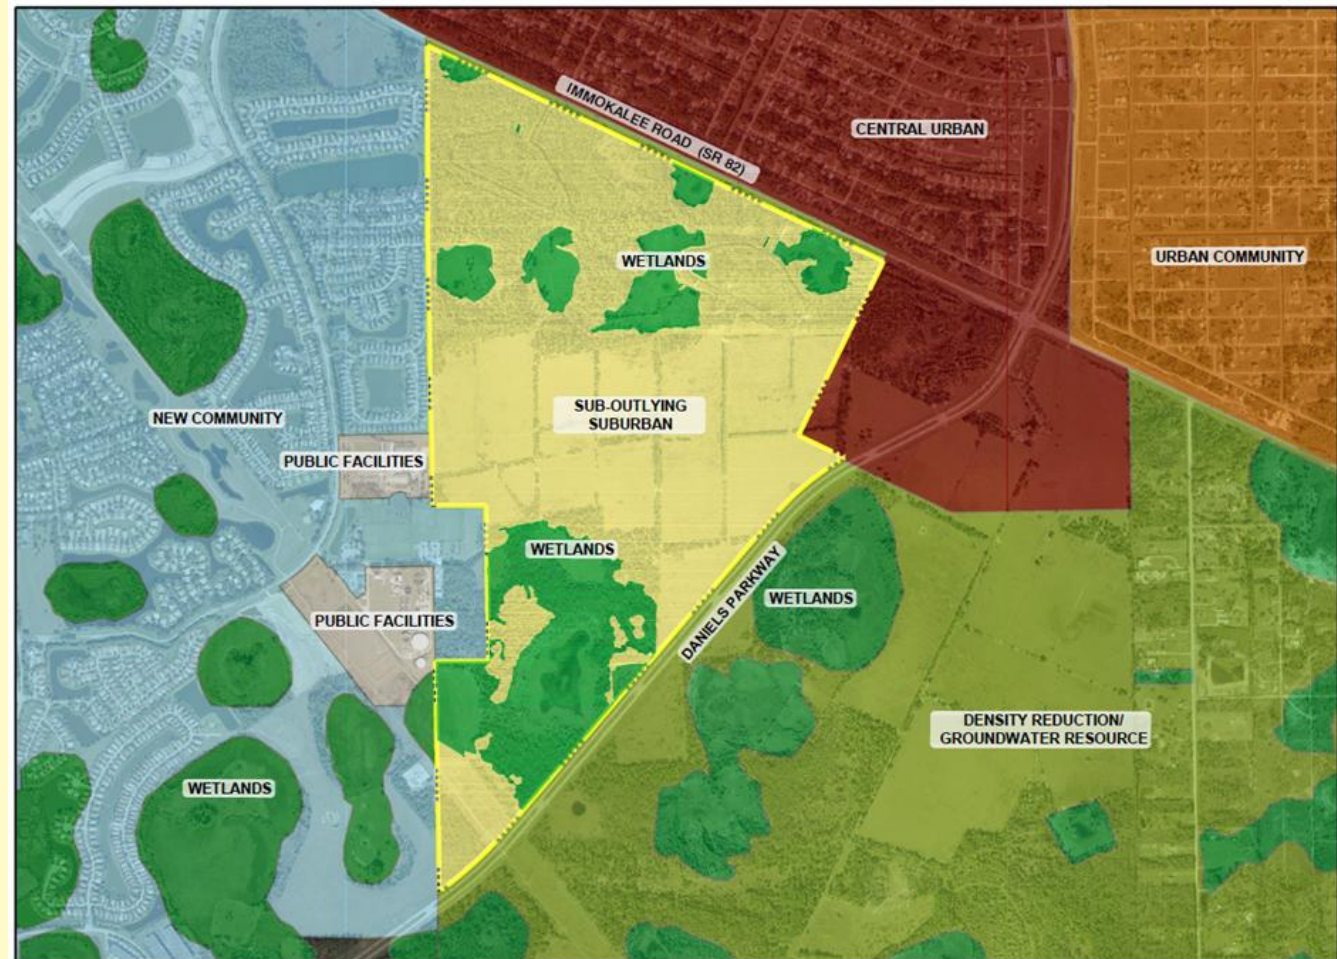 IMMOKALEE ROAD (SR 82)
CENTRAL URBAN
URBAN COMMUNITY
WETLANDS
SUB-OUTLYING
SUBURBAN
NEW COMMUNITY
PUBLIC FACILITIES
WETLANDS
WETLANDS
DANIELS PARKWAY
PUBLIC FACILITIES
DENSITY REDUCTION/
GROUNDWATER RESOURCE
WETLANDS